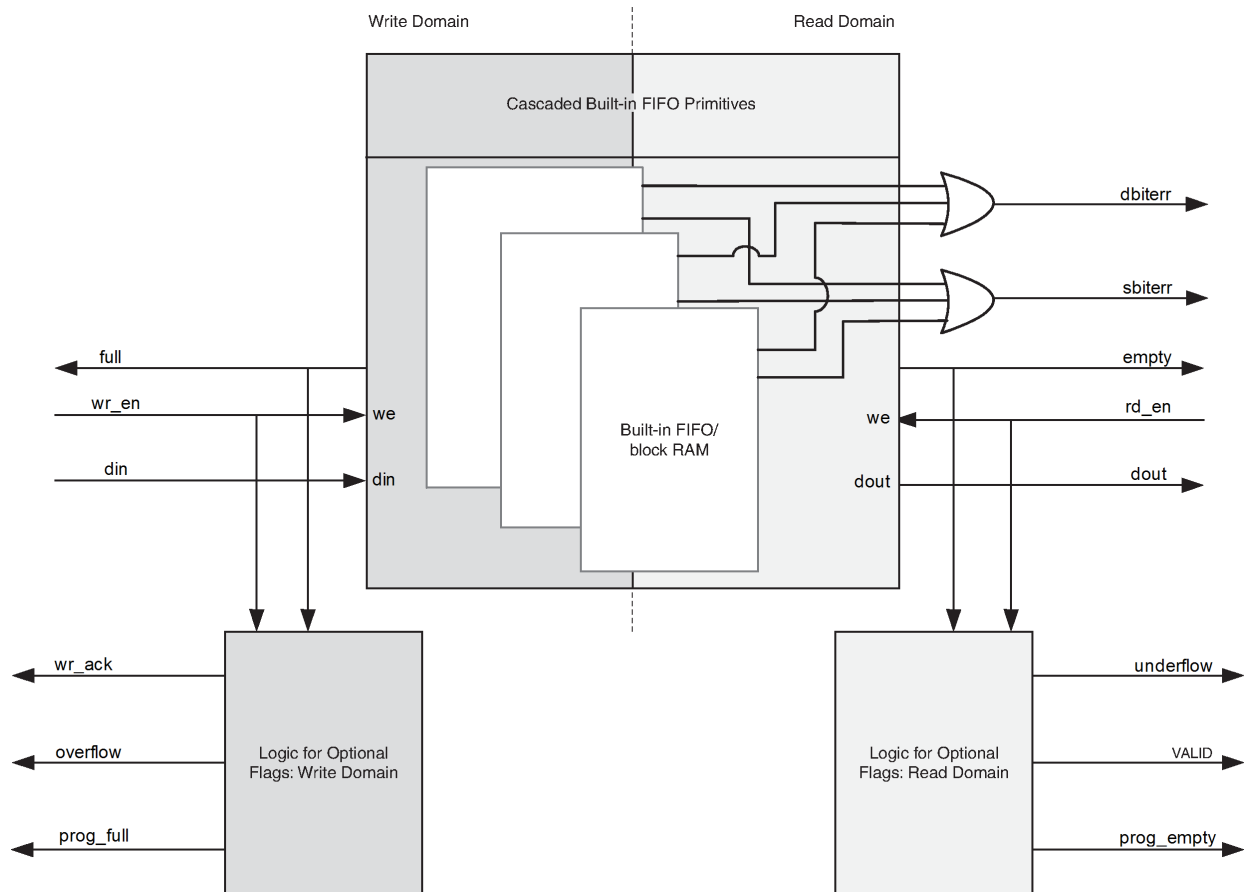 Write Domain
Read Domain
Cascaded Built-in FIFO Primitives
dbiterr
sbiterr
full
empty
wr_en
we
we
rd_en
Built-in FIFO/
block RAM
din
din
dout
dout
wr_ack
underflow
overflow
Logic for Optional
Flags: Write Domain
Logic for Optional
Flags: Read Domain
VALID
prog_full
prog_empty